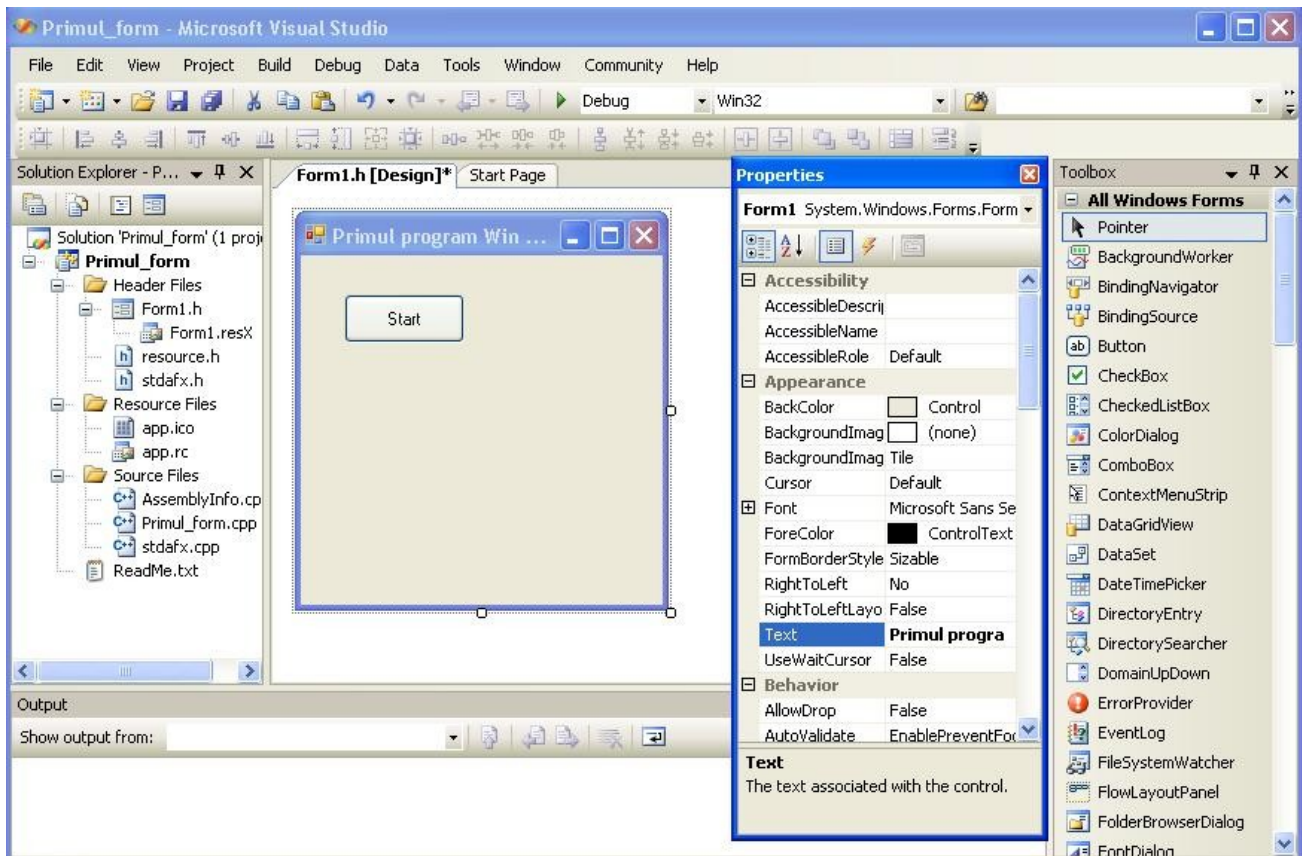 Primul_form - Microsoft Visual Studio
File Edit View Project Build Debug Data Tools Window Community Help
Debug Win32
Solution Explorer - P...
Solution 'Primul_form' (1 proj
Primul_form
Header Files
Form1.h
Form1.resX
resource.h
stdafx.h
Resource Files
app.ico
app.rc
Source Files
AssemblyInfo.cp
Primul_form.cpp
stdafx.cpp
ReadMe.txt
Form1.h [Design]* Start Page
Primul program Win ...
Start
Properties
Form1 System.Windows.Forms.Form
Accessibility
AccessibleDescrip
AccessibleName
AccessibleRole Default
Appearance
BackColor Control
BackgroundImag (none)
BackgroundImag Tile
Cursor Default
Font Microsoft Sans Se
ForeColor ControlText
FormBorderStyle Sizable
RightToLeft No
RightToLeftLayo False
Text Primul progra
UseWaitCursor False
Behavior
AllowDrop False
AutoValidate EnablePreventFoc
Text
The text associated with the control.
Toolbox
All Windows Forms
Pointer
BackgroundWorker
BindingNavigator
BindingSource
Button
CheckBox
CheckedListBox
ColorDialog
ComboBox
ContextMenuStrip
DataGridView
DataSet
DateTimePicker
DirectoryEntry
DirectorySearcher
DomainUpDown
ErrorProvider
EventLog
FileSystemWatcher
FlowLayoutPanel
FolderBrowserDialog
FontDialog
Output
Show output from: